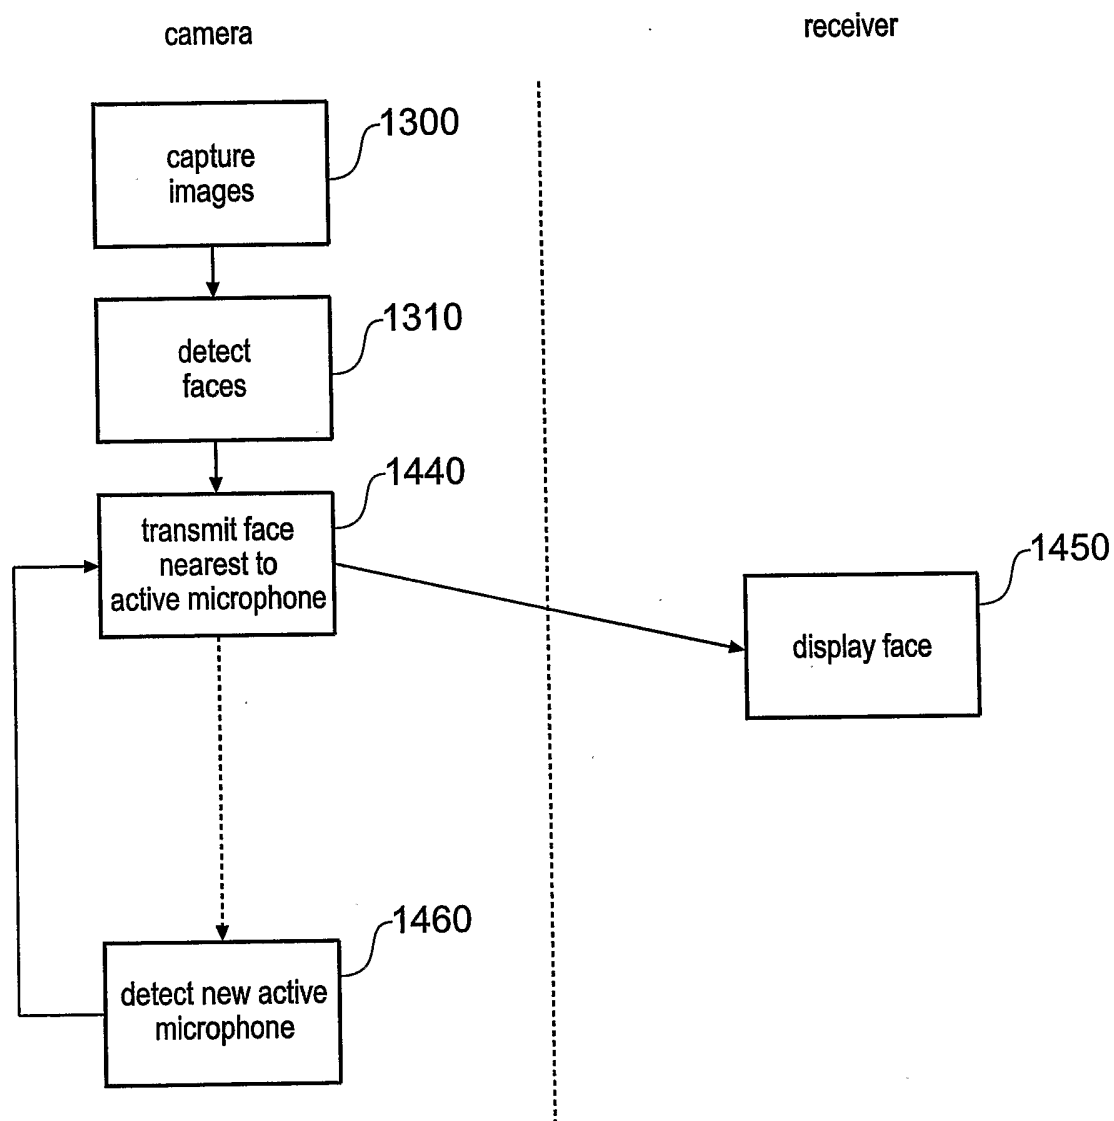 camera
receiver
1300
capture
images
1310
detect
faces
1440
transmit face
nearest to
active microphone
1450
display face
1460
detect new active
microphone